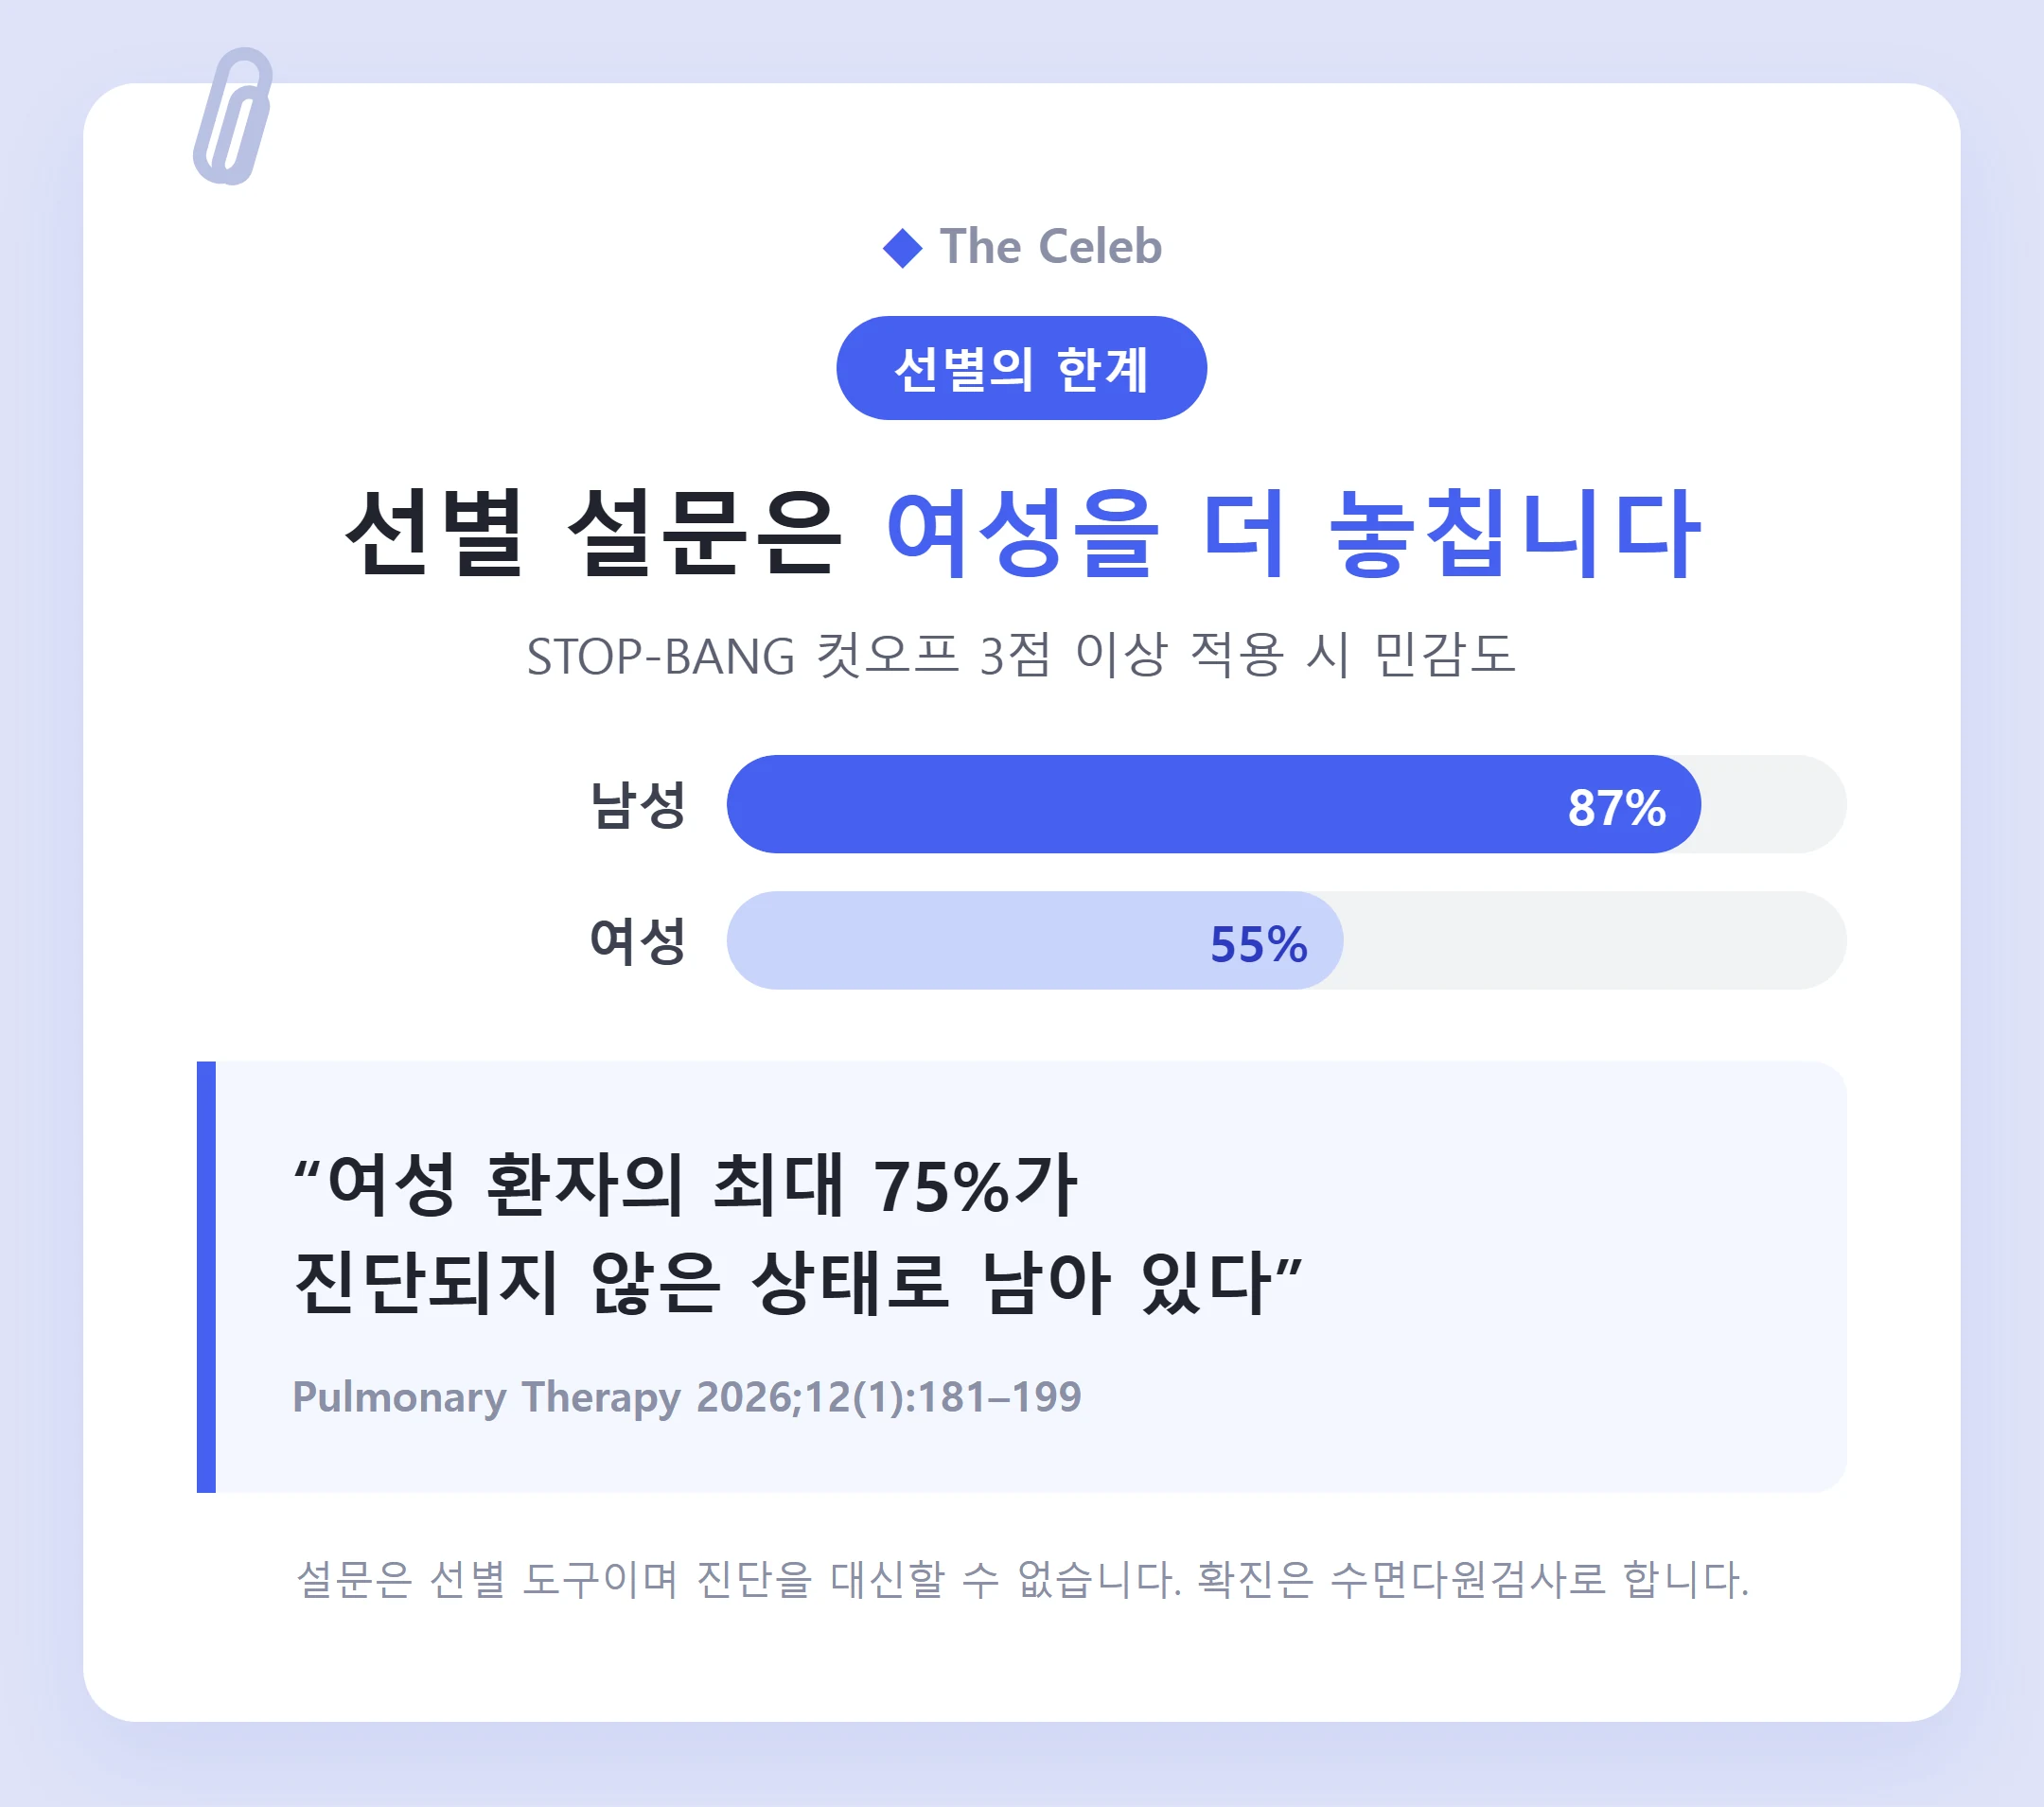 The Celeb
선별의 한계
선별 설문은 여성을 더 놓칩니다
STOP-BANG 컷오프 3점 이상 적용 시 민감도
남성 87%
여성 55%
“여성 환자의 최대 75%가
진단되지 않은 상태로 남아 있다”
Pulmonary Therapy 2026;12(1):181–199
설문은 선별 도구이며 진단을 대신할 수 없습니다. 확진은 수면다원검사로 합니다.